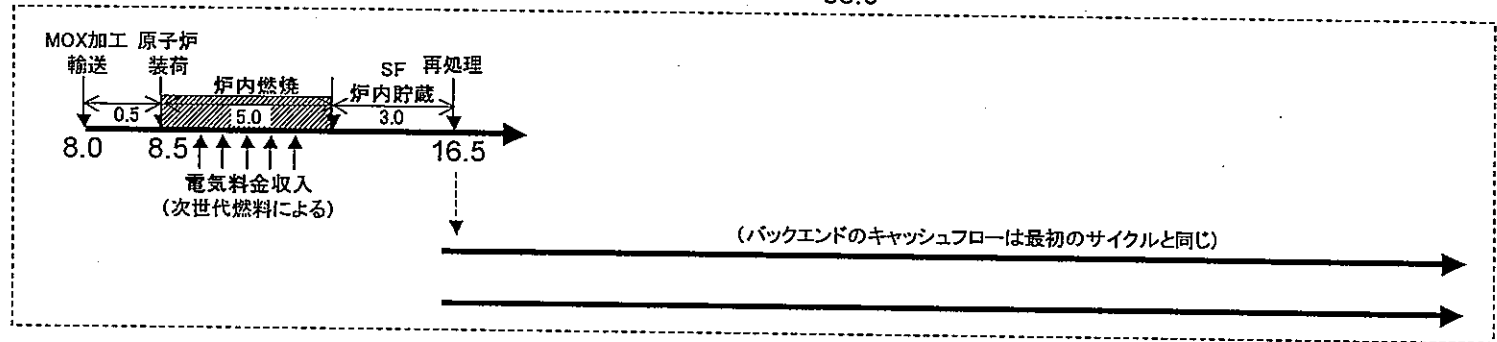 MOX加工 原子炉
輸送 装荷
炉内燃焼
SF 再処理
炉内貯蔵
0.5 5.0 3.0
8.0 8.5 16.5
電気料金収入
(次世代燃料による)
(バックエンドのキャッシュフローは最初のサイクルと同じ)